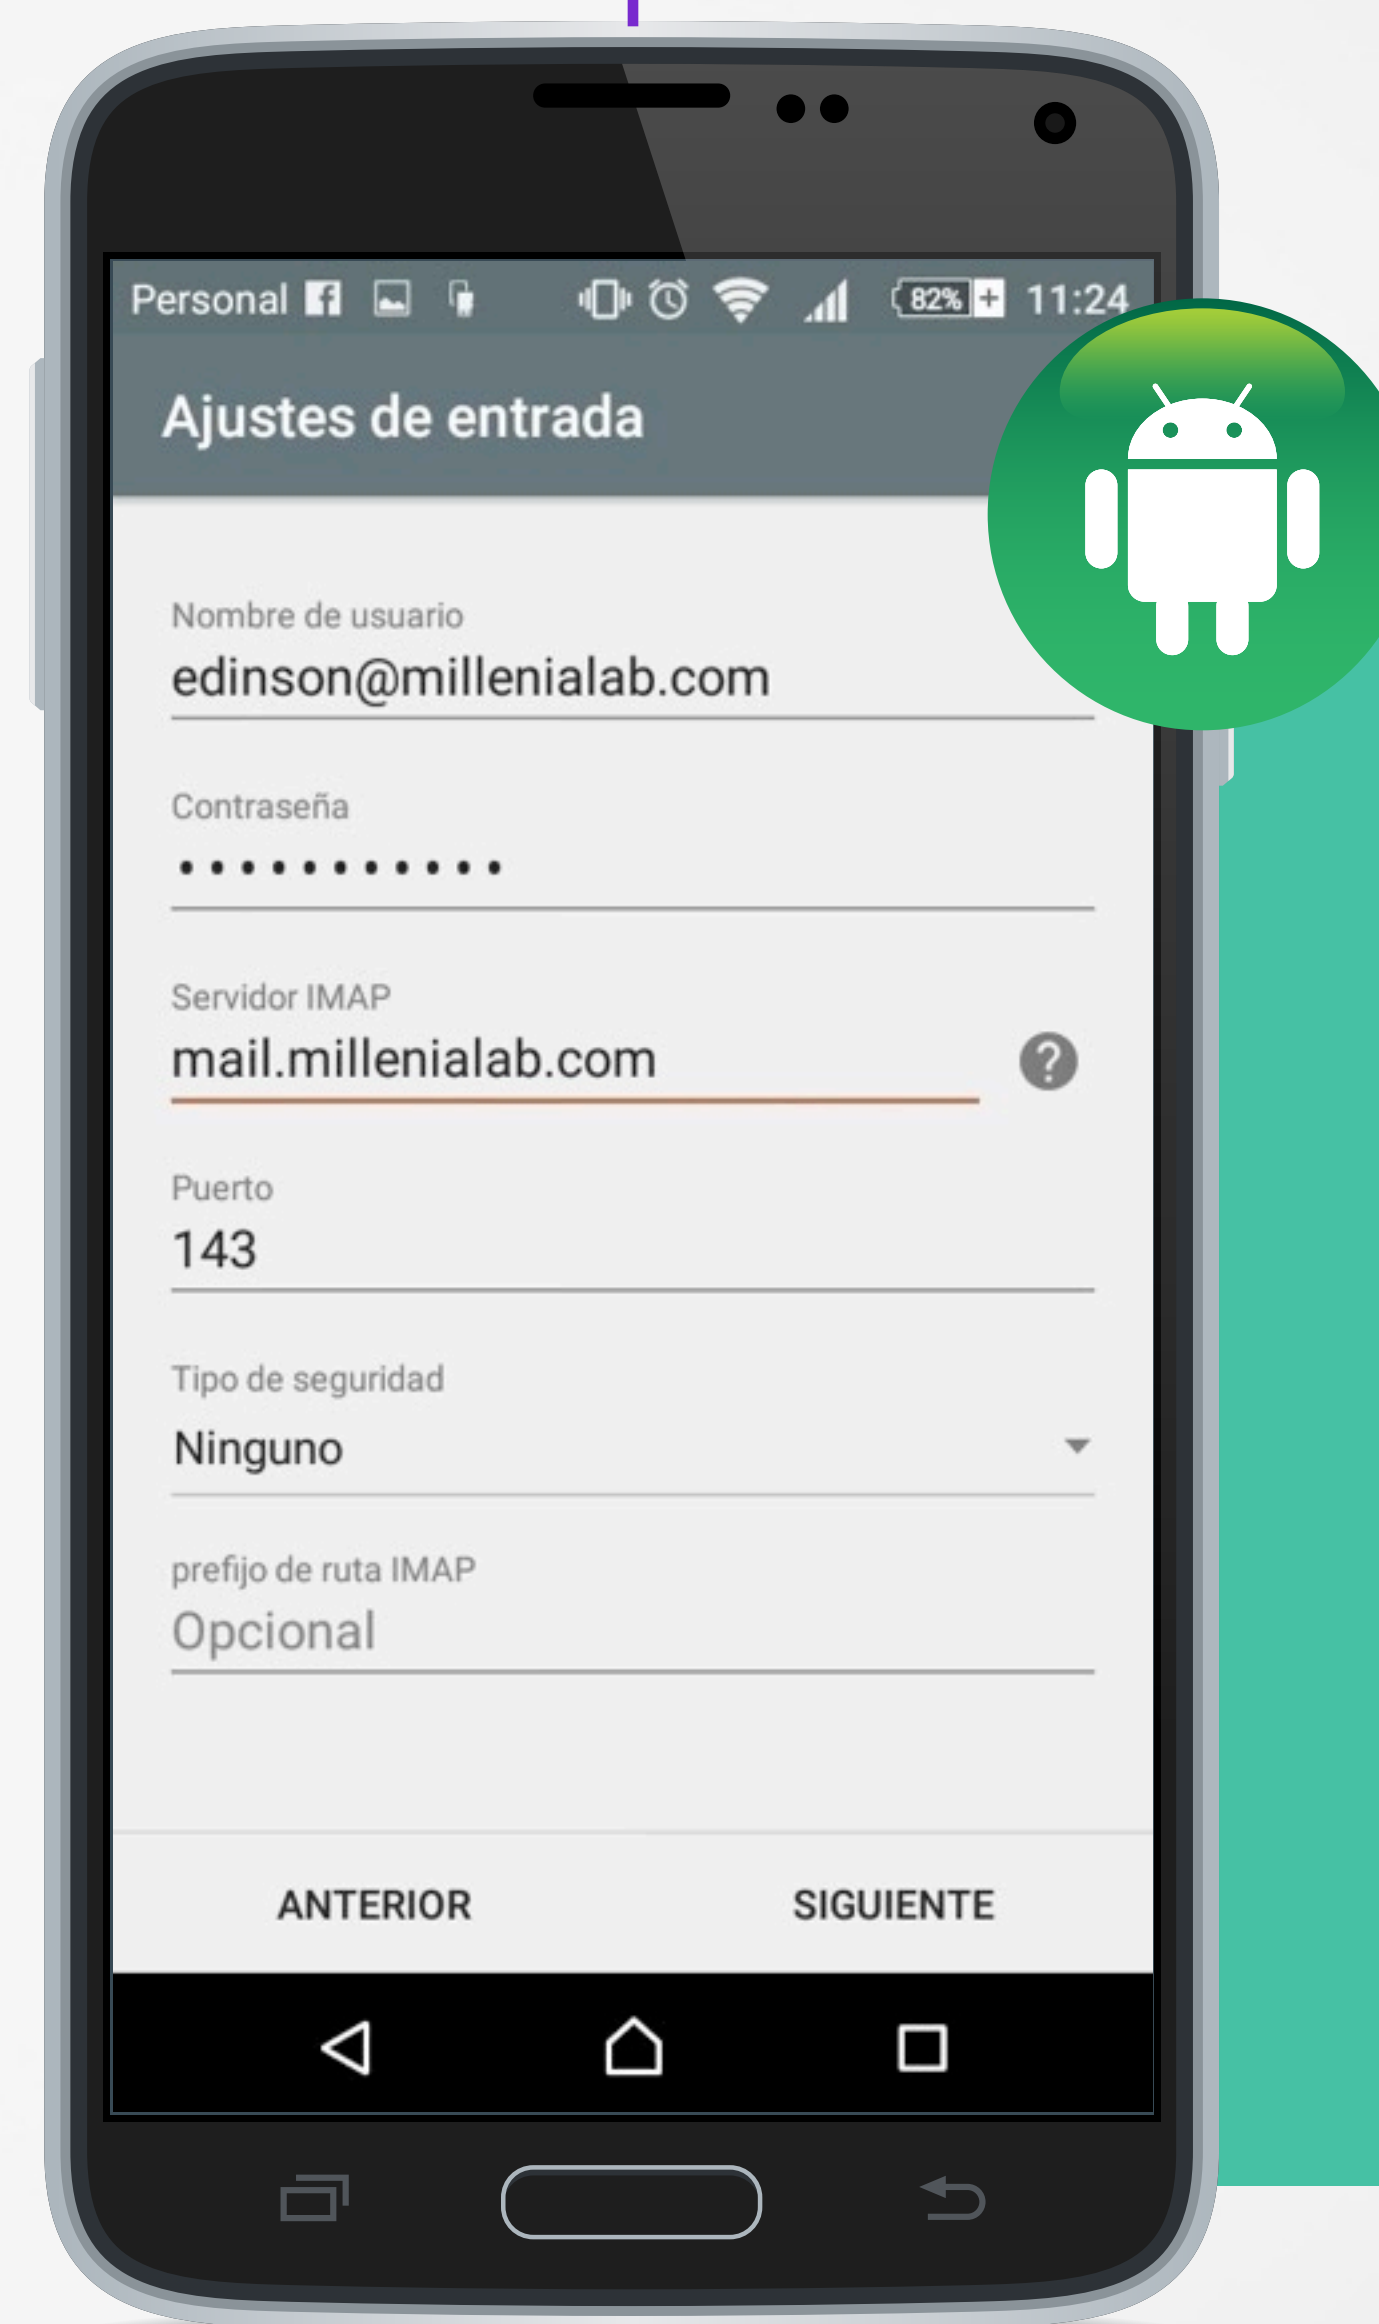 Personal 82% 11:24
Ajustes de entrada
Nombre de usuario
edinson@millenialab.com
Contraseña
Servidor IMAP
mail.millenialab.com
Puerto
143
Tipo de seguridad
Ninguno
prefijo de ruta IMAP
Opcional
ANTERIOR SIGUIENTE